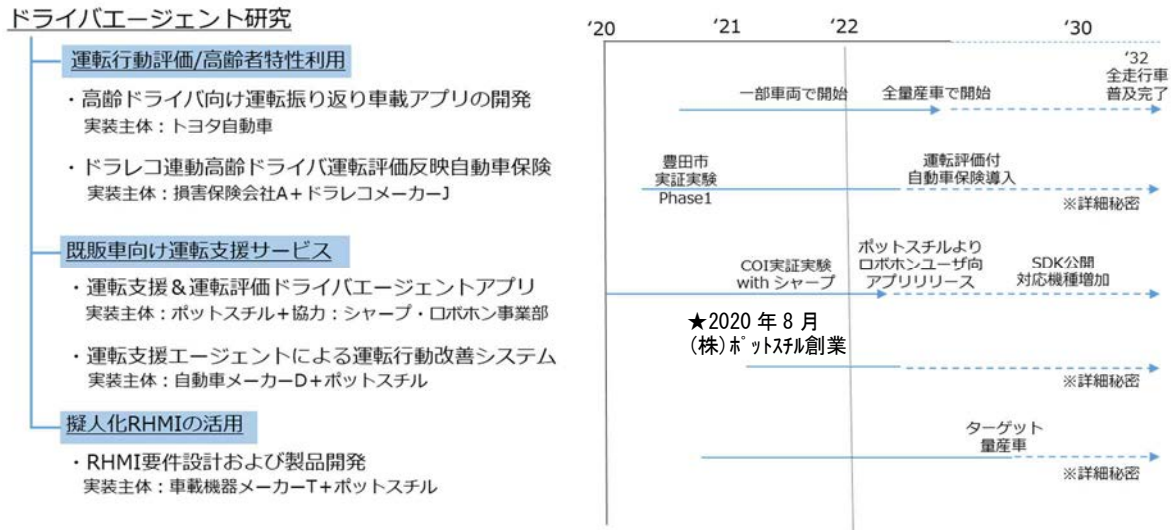 ドライバエージェント研究
運転行動評価/高齢者特性利用
・高齢ドライバ向け運転振り返り車載アプリの開発
実装主体：トヨタ自動車
・ドラレコ連動高齢ドライバ運転評価反映自動車保険
実装主体：損害保険会社A＋ドラレコメーカーJ
既販車向け運転支援サービス
・運転支援＆運転評価ドライバエージェントアプリ
実装主体：ポットスチル＋協力：シャープ・ロボホン事業部
・運転支援エージェントによる運転行動改善システム
実装主体：自動車メーカーD＋ポットスチル
擬人化RHMIの活用
・RHMI要件設計および製品開発
実装主体：車載機器メーカーT＋ポットスチル
‘20 ‘21 ‘22 ‘30
‘32
全走行車
普及完了
一部車両で開始
全量産車で開始
豊田市
実証実験
Phase1
運転評価付
自動車保険導入
※詳細秘密
COI実証実験
with シャープ
ポットスチルより
ロボホンユーザ向
アプリリリース
SDK公開
対応機種増加
★2020 年 8 月
(株)ﾎﾟｯﾄｽﾁﾙ創業
※詳細秘密
ターゲット
量産車
※詳細秘密